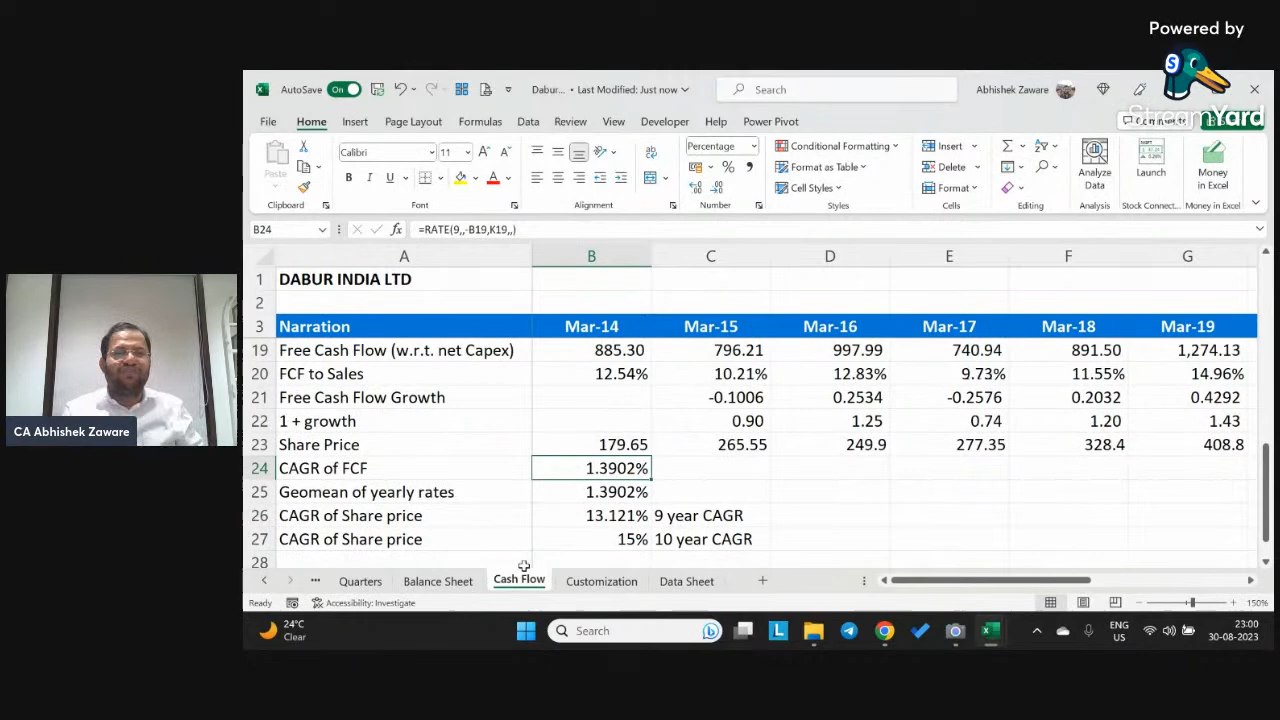 Powered by
S
StreamYard
AutoSave On Dabur... • Last Modified: Just now Search Abhishek Zaware
File Home Insert Page Layout Formulas Data Review View Developer Help Power Pivot Comments
Paste Calibri 11 A A Percentage Conditional Formatting Insert Analyze Data Launch Money in Excel
B I U A % Format as Table Delete
Cell Styles Format
Clipboard Font Alignment Number Styles Cells Editing Analysis Stock Connec... Money in Excel
B24 fx =RATE(9,,-B19,K19,,)
A B C D E F G
1 DABUR INDIA LTD
2
3 Narration Mar-14 Mar-15 Mar-16 Mar-17 Mar-18 Mar-19
19 Free Cash Flow (w.r.t. net Capex) 885.30 796.21 997.99 740.94 891.50 1,274.13
20 FCF to Sales 12.54% 10.21% 12.83% 9.73% 11.55% 14.96%
21 Free Cash Flow Growth -0.1006 0.2534 -0.2576 0.2032 0.4292
22 1 + growth 0.90 1.25 0.74 1.20 1.43
23 Share Price 179.65 265.55 249.9 277.35 328.4 408.8
24 CAGR of FCF 1.3902%
25 Geomean of yearly rates 1.3902%
26 CAGR of Share price 13.121% 9 year CAGR
27 CAGR of Share price 15% 10 year CAGR
28
CA Abhishek Zaware
... Quarters Balance Sheet Cash Flow Customization Data Sheet +
Ready Accessibility: Investigate 150%
24°C
Clear
Search
L
ENG
US
23:00
30-08-2023